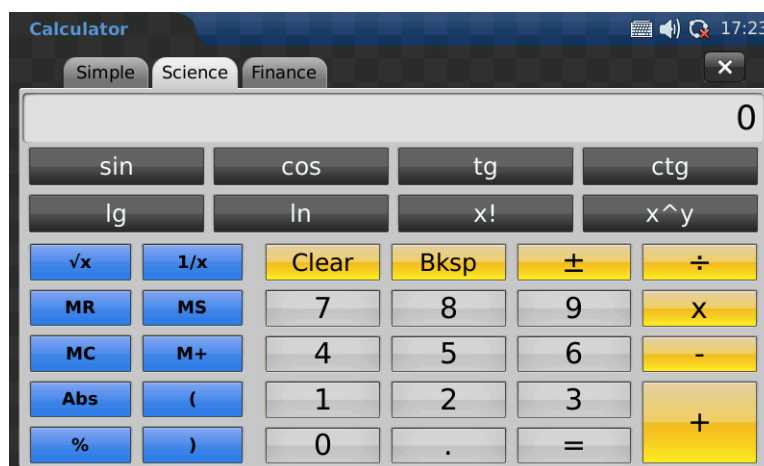 Calculator 17:23
Simple Science Finance
0
sin cos tg ctg
lg ln x! x^y
√x 1/x Clear Bksp ± ÷
MR MS 7 8 9 x
MC M+ 4 5 6 -
Abs ( 1 2 3 +
% ) 0 . =